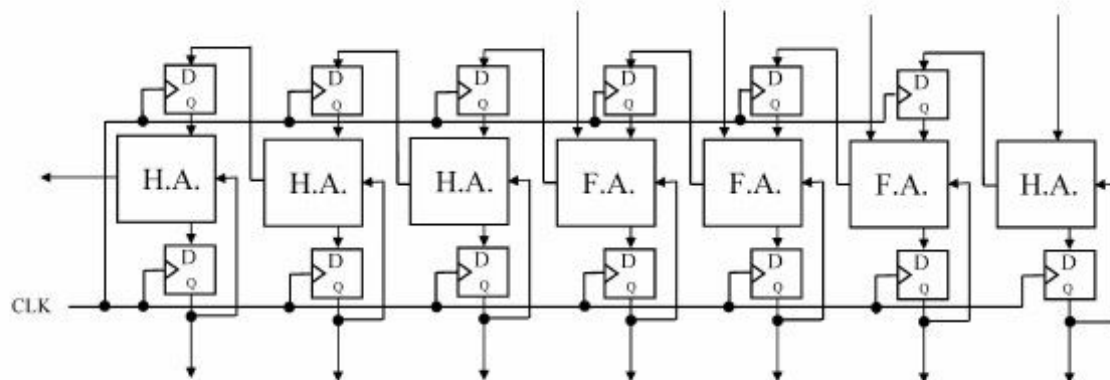 D D D D D D
Q Q Q Q Q Q
H.A. H.A. H.A. F.A. F.A. F.A. H.A.
D D D D D D D
Q Q Q Q Q Q Q
CLK